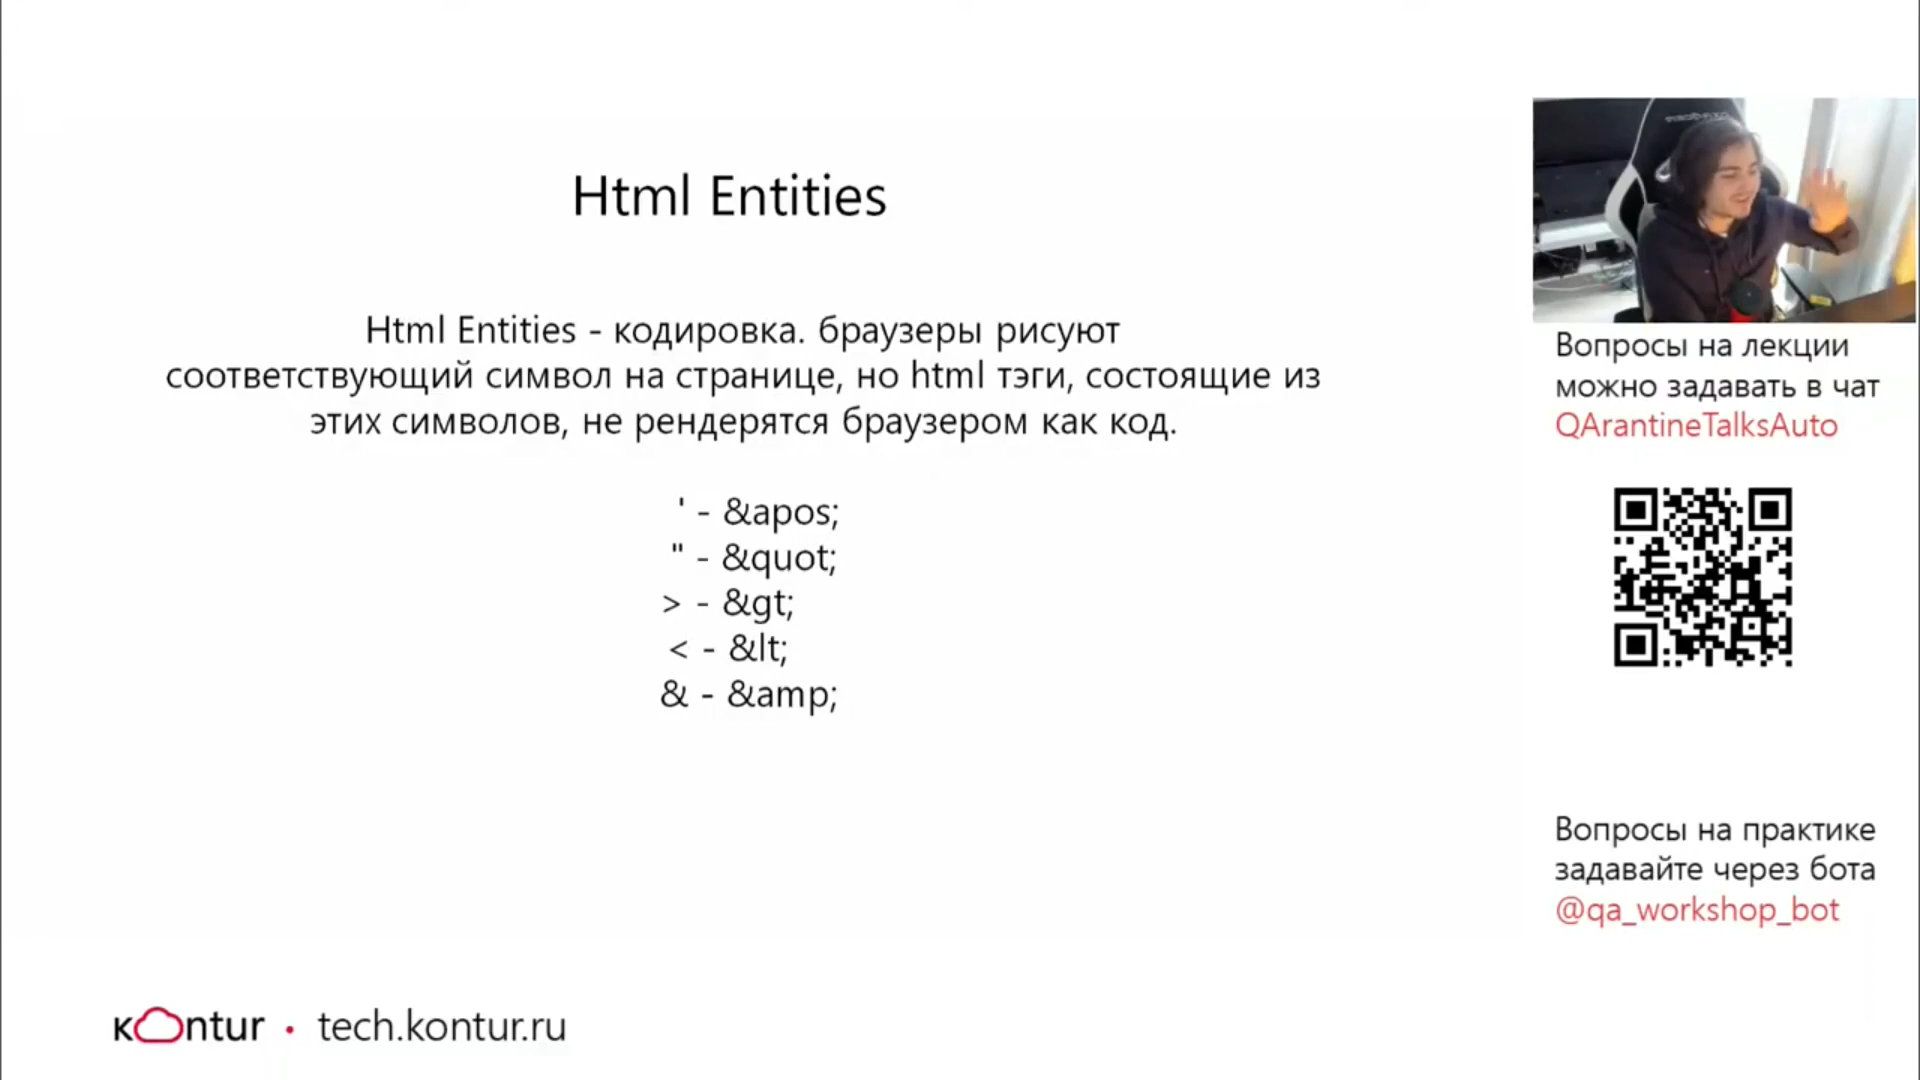 Html Entities
Html Entities - кодировка. браузеры рисуют
соответствующий символ на странице, но html тэги, состоящие из
этих символов, не рендерятся браузером как код.
' - &apos;
" - &quot;
> - &gt;
< - &lt;
& - &amp;
Вопросы на лекции
можно задавать в чат
QArantineTalksAuto
Вопросы на практике
задавайте через бота
@qa_workshop_bot
кontur • tech.kontur.ru